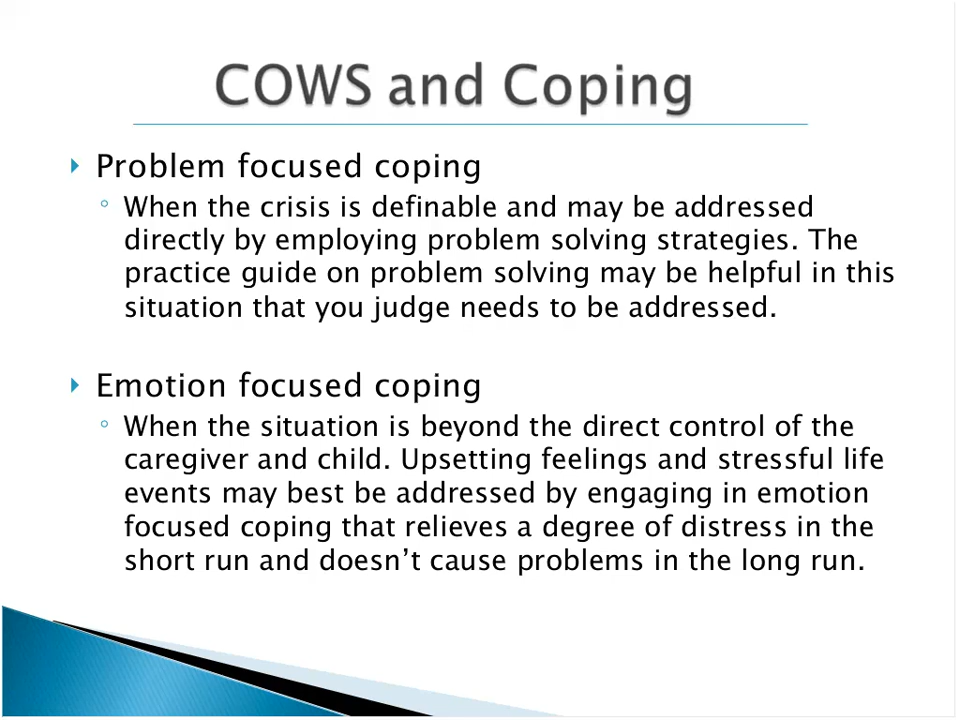 COWS and Coping
Problem focused coping
When the crisis is definable and may be addressed
directly by employing problem solving strategies. The
practice guide on problem solving may be helpful in this
situation that you judge needs to be addressed.
Emotion focused coping
When the situation is beyond the direct control of the
caregiver and child. Upsetting feelings and stressful life
events may best be addressed by engaging in emotion
focused coping that relieves a degree of distress in the
short run and doesn’t cause problems in the long run.